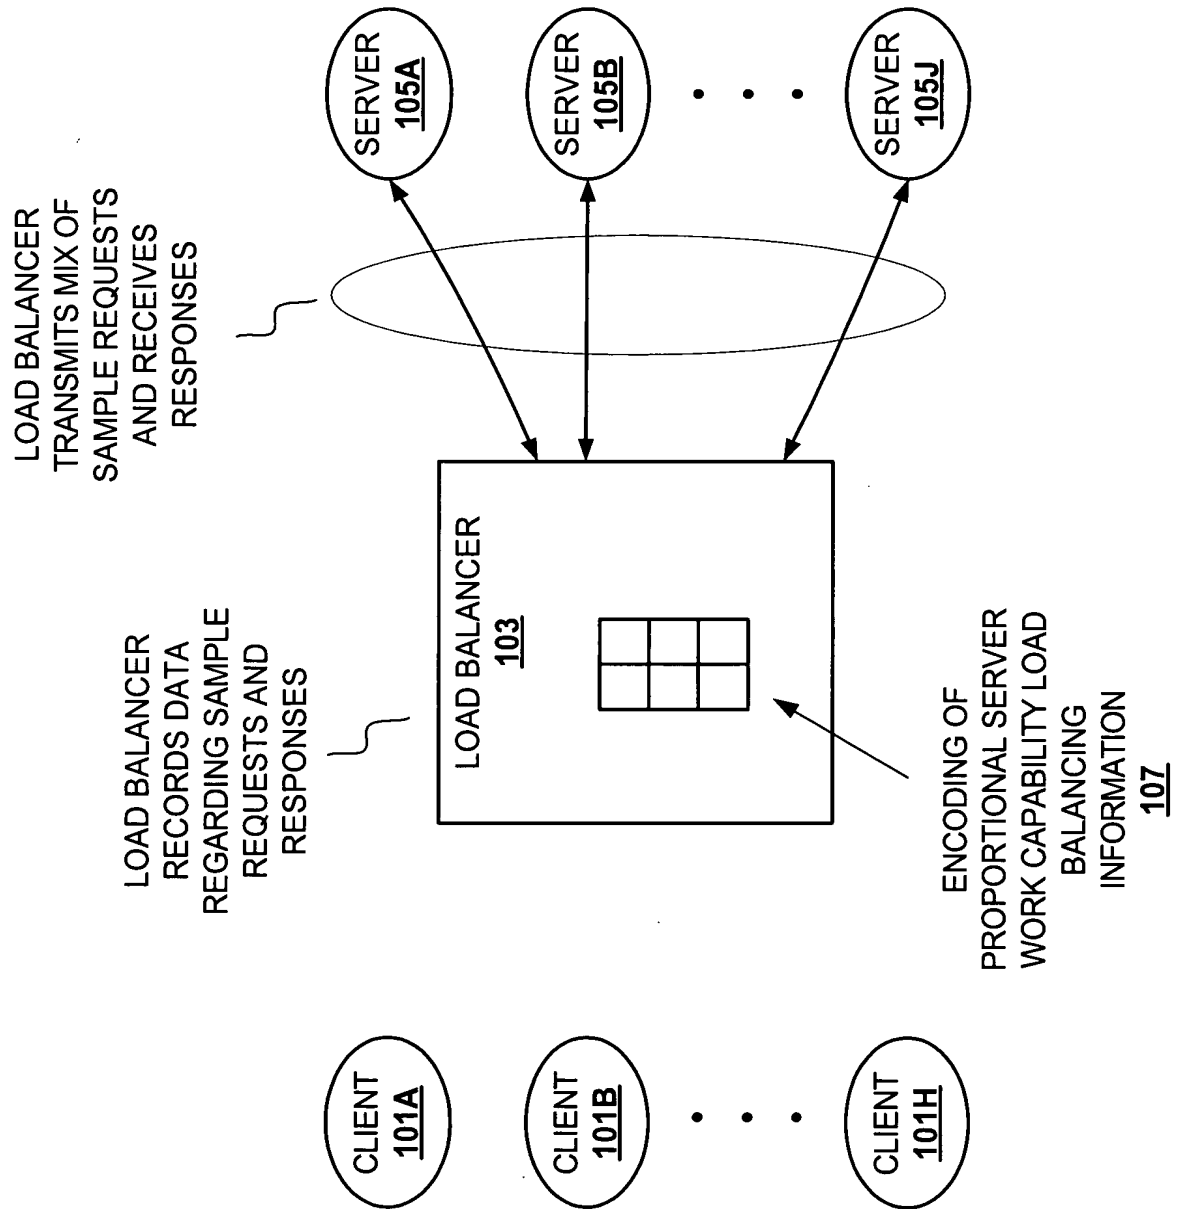 LOAD BALANCER
TRANSMITS MIX OF
SAMPLE REQUESTS
AND RECEIVES
RESPONSES
LOAD BALANCER
RECORDS DATA
REGARDING SAMPLE
REQUESTS AND
RESPONSES
CLIENT
101A
CLIENT
101B
CLIENT
101H
LOAD BALANCER
103
SERVER
105A
SERVER
105B
SERVER
105J
ENCODING OF
PROPORTIONAL SERVER
WORK CAPABILITY LOAD
BALANCING
INFORMATION
107